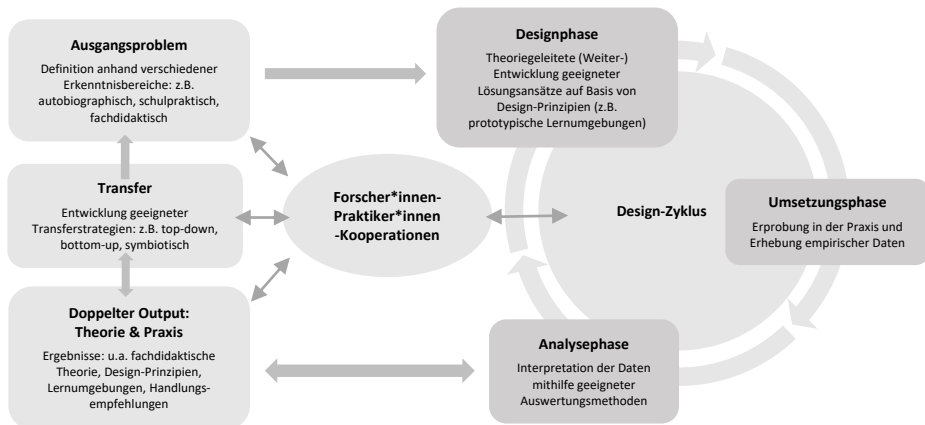 Ausgangsproblem
Definition anhand verschiedener
Erkenntnisbereiche: z.B.
autobiographisch, schulpraktisch,
fachdidaktisch
Designphase
Theoriegeleitete (Weiter-)
Entwicklung geeigneter
Lösungsansätze auf Basis von
Design-Prinzipien (z.B.
prototypische Lernumgebungen)
Transfer
Entwicklung geeigneter
Transferstrategien: z.B. top-down,
bottom-up, symbiotisch
Forscher*innen-
Praktiker*innen
-Kooperationen
Design-Zyklus
Umsetzungsphase
Erprobung in der Praxis und
Erhebung empirischer Daten
Doppelter Output:
Theorie & Praxis
Ergebnisse: u.a. fachdidaktische
Theorie, Design-Prinzipien,
Lernumgebungen, Handlungs-
empfehlungen
Analysephase
Interpretation der Daten
mithilfe geeigneter
Auswertungsmethoden